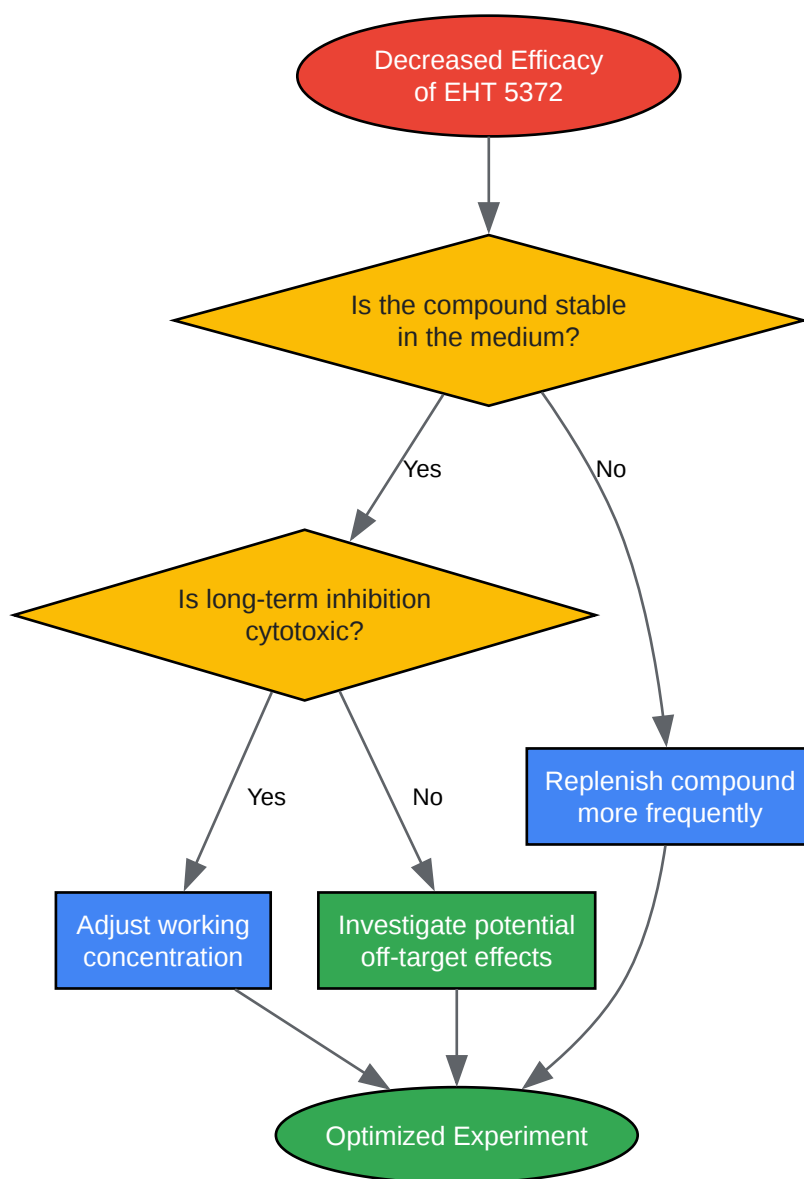 Decreased Efficacy
of EHT 5372
Is the compound stable
in the medium?
Yes
No
Is long-term inhibition
cytotoxic?
Replenish compound
more frequently
Yes
No
Adjust working
concentration
Investigate potential
off-target effects
Optimized Experiment